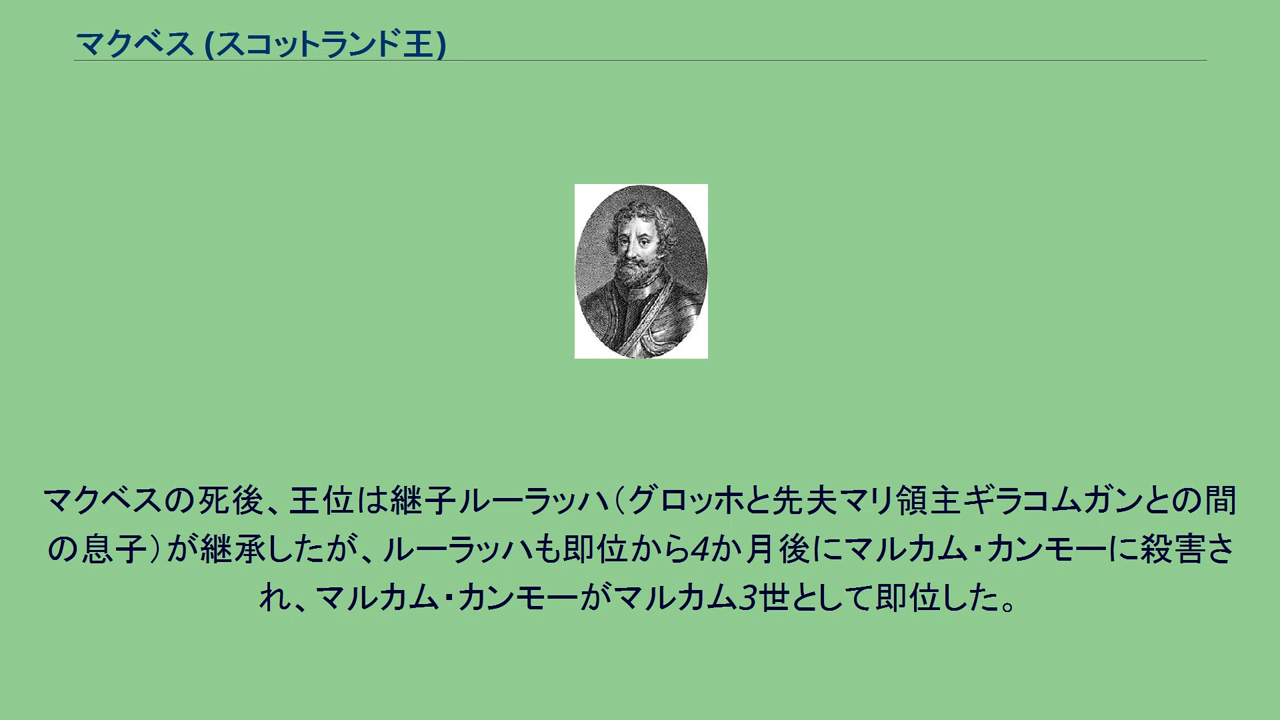 マクベス (スコットランド王)
マクベスの死後、王位は継子ルーラッハ（グロッホと先夫マリ領主ギラコムガンとの間
の息子）が継承したが、ルーラッハも即位から4か月後にマルカム・カンモーに殺害さ
れ、マルカム・カンモーがマルカム3世として即位した。